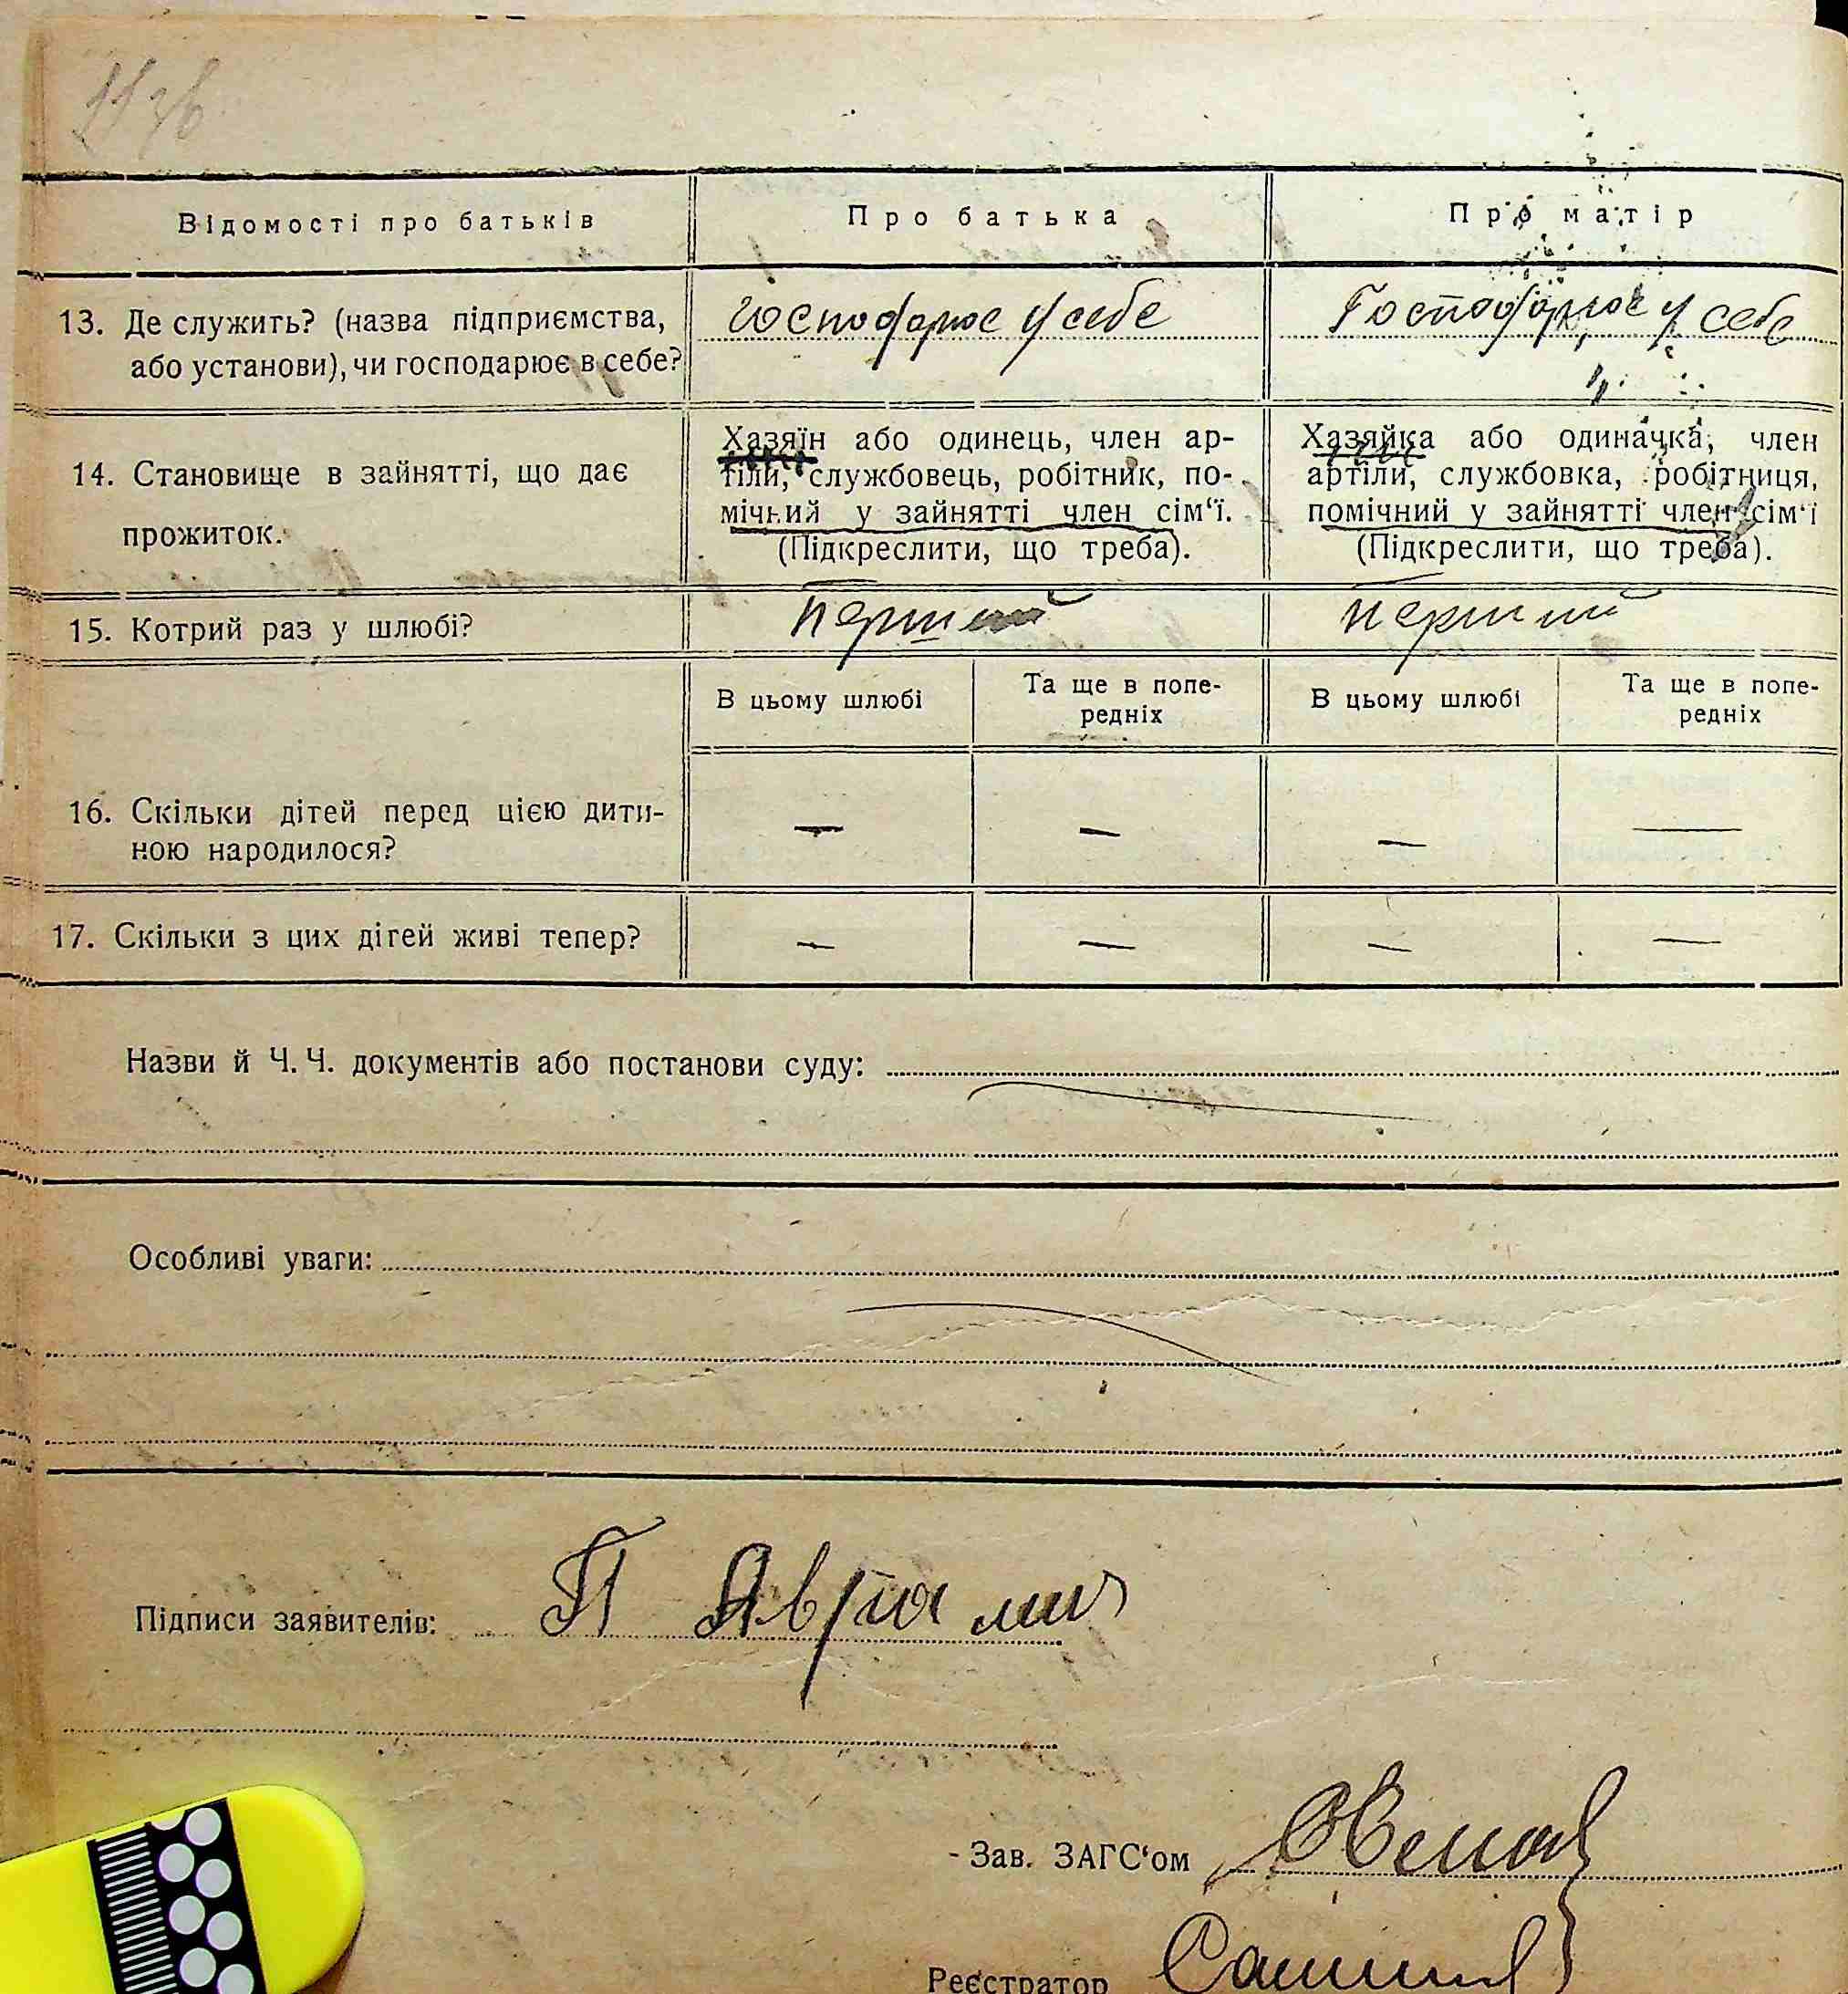 11 зв
Відомості про батьків
Про батька
Про матір
13. Де служить? (назва підприємства,
або установи), чи господарює в себе?
Господарює у себе
Господарює у себе
14. Становище в зайнятті, що дає
прожиток.
Хазяїн або одинець, член ар-
тіли, службовець, робітник, по-
мічний у зайнятті член сім‘ї.
(Підкреслити, що треба).
Хазяйка або одиначка, член
артіли, службовка, робітниця,
помічний у зайнятті член сім‘ї
(Підкреслити, що треба).
15. Котрий раз у шлюбі?
перший
перший
В цьому шлюбі
Та ще в попе-
редніх
В цьому шлюбі
Та ще в попе-
редніх
16. Скільки дітей перед цією дити-
ною народилося?
— — — —
17. Скільки з цих дітей живі тепер?
— — — —
Назви й Ч. Ч. документів або постанови суду:
Особливі уваги:
Підписи заявителів: П
- Зав. ЗАГС‘ом
Реєстратор